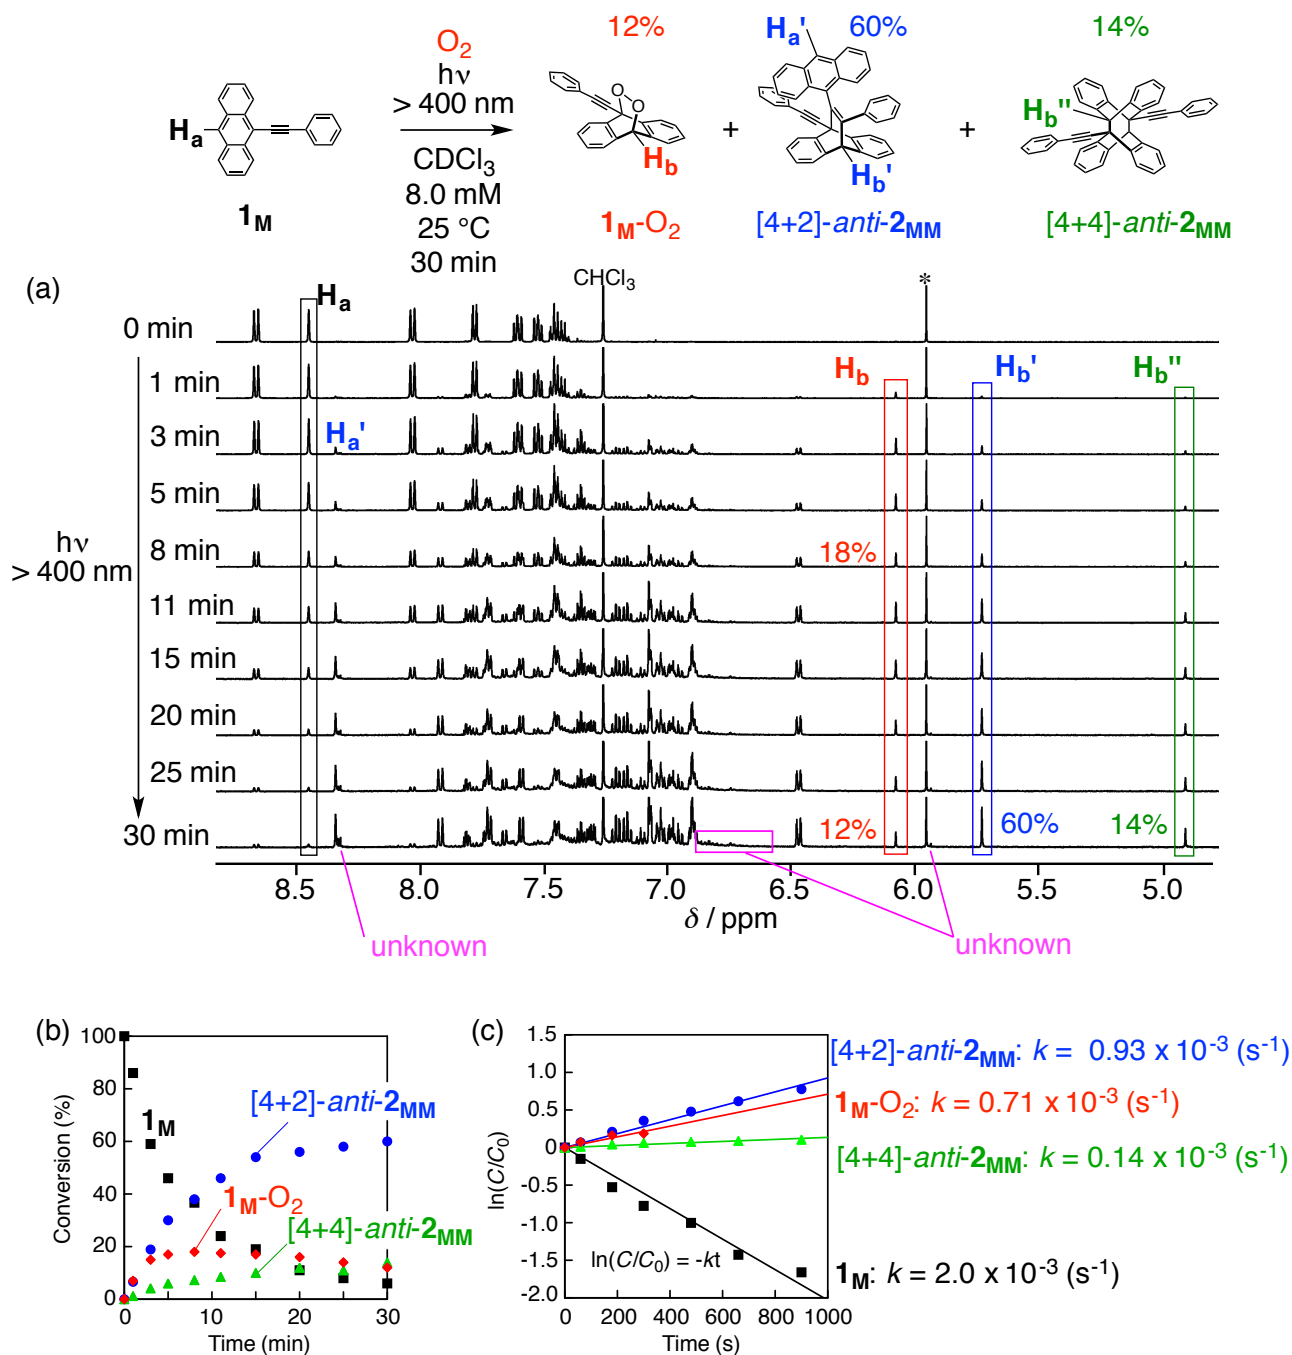 12%
60%
14%
O2
hν
> 400 nm
CDCl3
8.0 mM
25 °C
30 min
Ha
1M
+
+
O
O
Hb
1M-O2
Ha'
Hb'
[4+2]-anti-2MM
Hb''
[4+4]-anti-2MM
(a)
CHCl3
*
Ha
0 min
1 min
Hb
Hb'
Hb''
3 min
Ha'
5 min
hν
> 400 nm
8 min
18%
11 min
15 min
20 min
25 min
30 min
12%
60%
14%
8.5
8.0
7.5
7.0
6.5
6.0
5.5
5.0
δ / ppm
unknown
unknown
(b)
Conversion (%)
100
80
60
40
20
0
1M
[4+2]-anti-2MM
1M-O2
[4+4]-anti-2MM
0
10
20
30
Time (min)
(c)
ln(C/C0)
1.5
1.0
0.5
0
-0.5
-1.0
-1.5
-2.0
ln(C/C0) = -kt
0
200
400
600
800
1000
Time (s)
[4+2]-anti-2MM: k = 0.93 x 10-3 (s-1)
1M-O2: k = 0.71 x 10-3 (s-1)
[4+4]-anti-2MM: k = 0.14 x 10-3 (s-1)
1M: k = 2.0 x 10-3 (s-1)